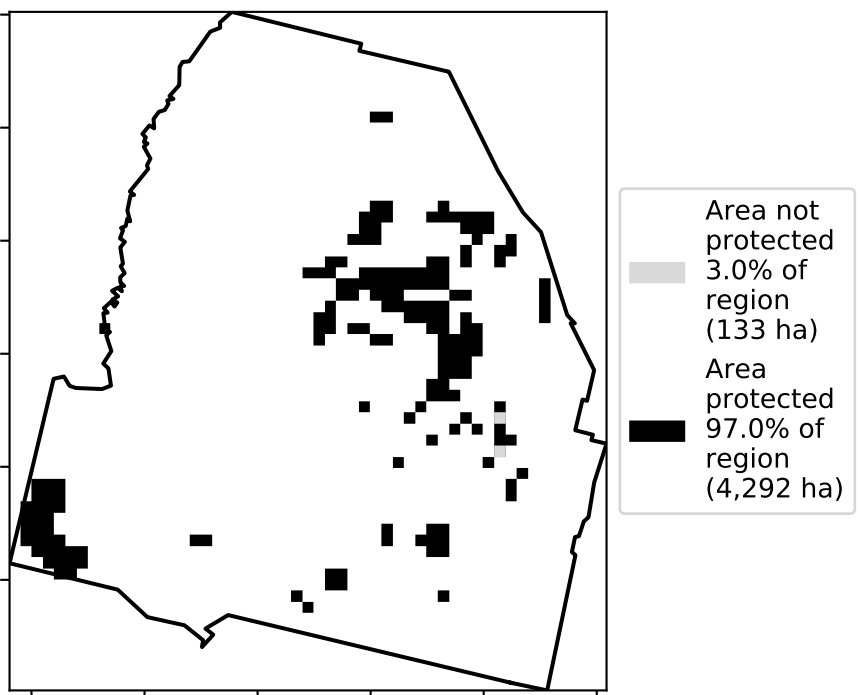 Area not
protected
3.0% of
region
(133 ha)
Area
protected
97.0% of
region
(4,292 ha)